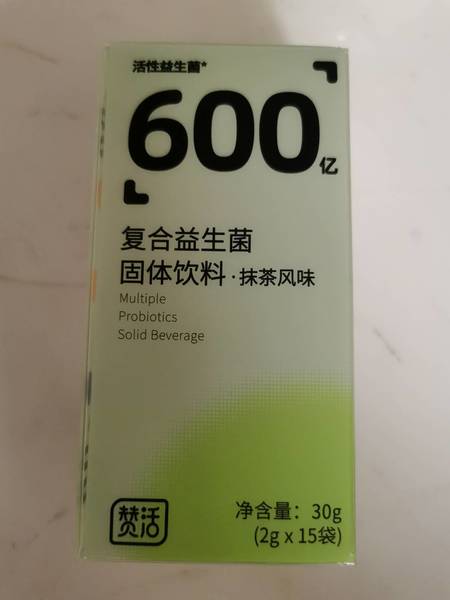 活性益生菌*
600亿
复合益生菌
固体饮料·抹茶风味
Multiple
Probiotics
Solid Beverage
赞活
净含量：30g
(2g x 15袋)